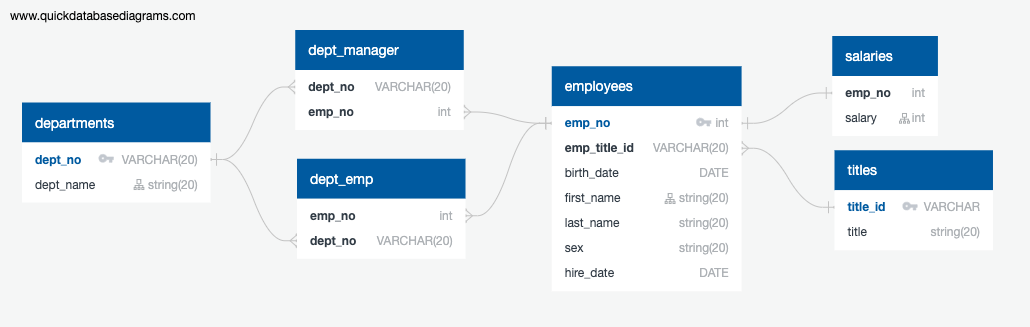 www.quickdatabasediagrams.com
departments
dept_no VARCHAR(20)
dept_name string(20)
dept_manager
dept_no VARCHAR(20)
emp_no int
dept_emp
emp_no int
dept_no VARCHAR(20)
employees
emp_no int
emp_title_id VARCHAR(20)
birth_date DATE
first_name string(20)
last_name string(20)
sex string(20)
hire_date DATE
salaries
emp_no int
salary int
titles
title_id VARCHAR
title string(20)